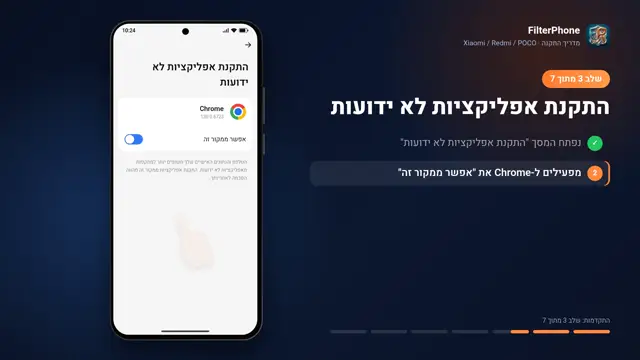 FilterPhone
מדריך התקנה · Xiaomi / Redmi / POCO
שלב 3 מתוך 7
התקנת אפליקציות לא ידועות
נפתח המסך "התקנת אפליקציות לא ידועות"
2
מפעילים ל-Chrome את "אפשר ממקור זה"
התקדמות: שלב 3 מתוך 7
10:24
התקנת אפליקציות לא
ידועות
Chrome
אפשר ממקור זה